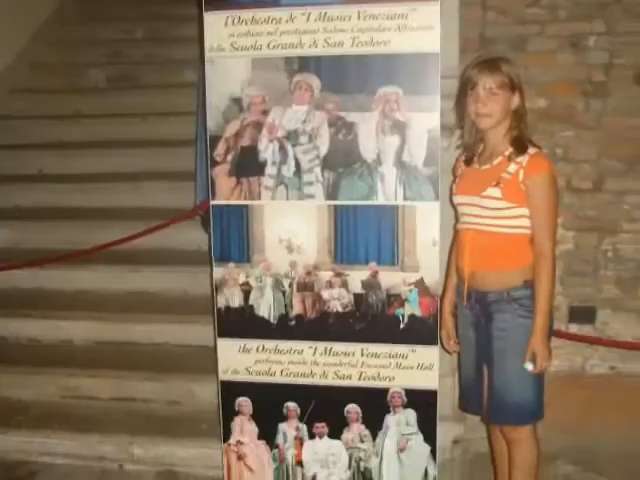 l'Orchestra de "I Musici Veneziani"
si esibisce nel prestigioso Salone Capitolare Affrescato
della Scuola Grande di San Teodoro
the Orchestra "I Musici Veneziani"
performs inside the wonderful Frescoed Main Hall
of the Scuola Grande di San Teodoro